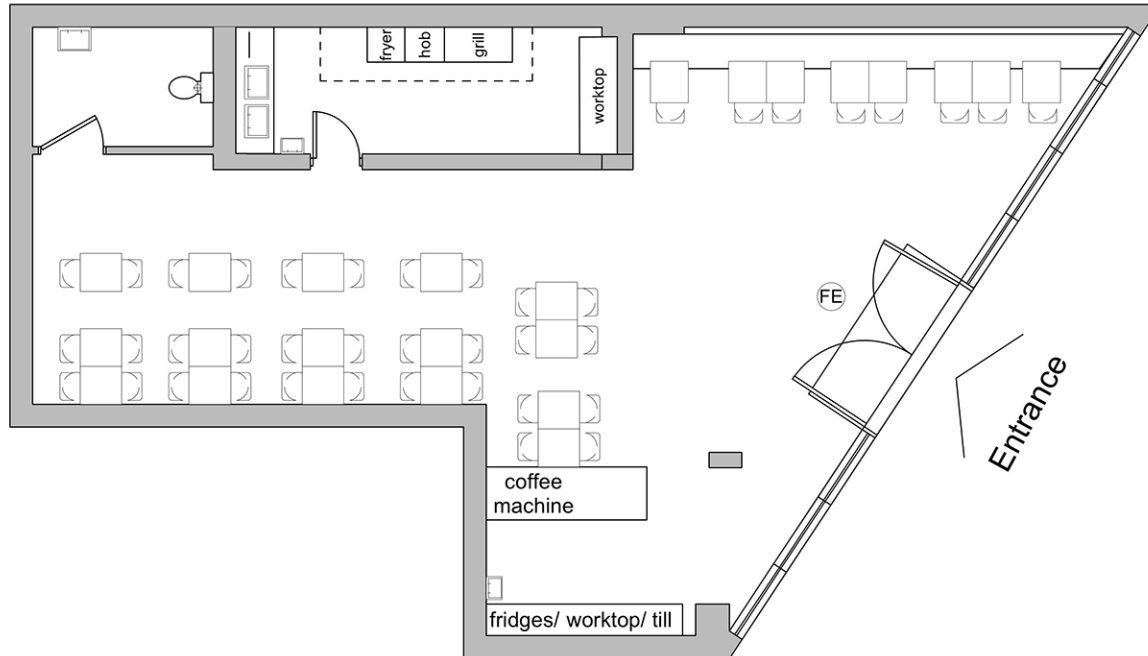 fryer
hob
grill
worktop
FE
Entrance
coffee
machine
fridges/ worktop/ till